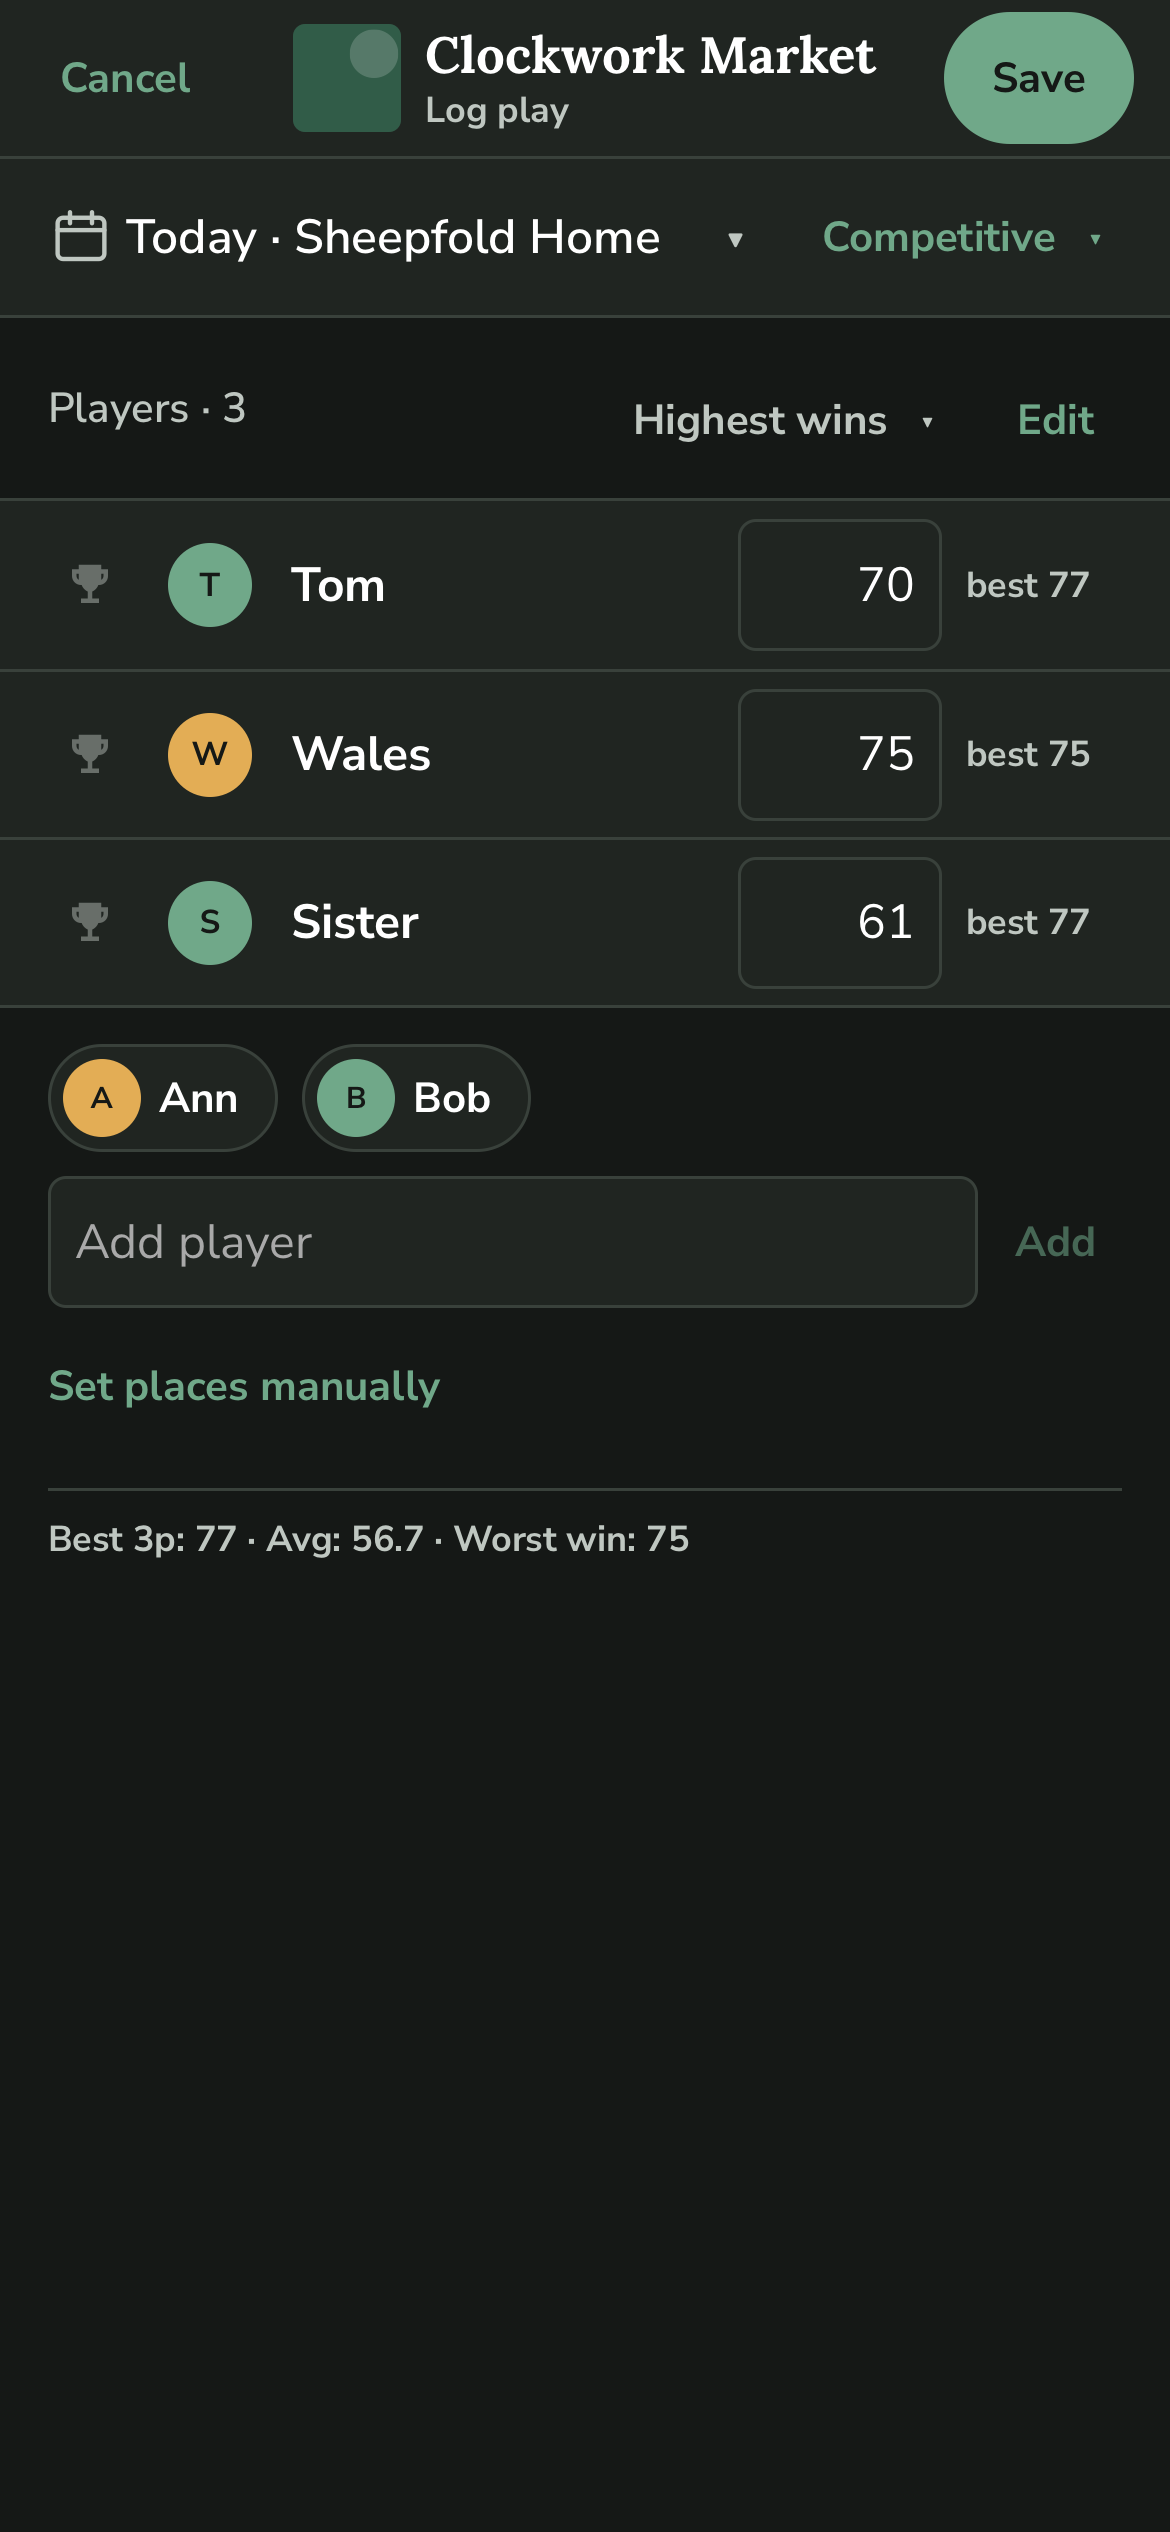 Cancel
Clockwork Market
Log play
Save
Today · Sheepfold Home ▾
Competitive ▾
Players · 3
Highest wins ▾
Edit
T Tom 70 best 77
W Wales 75 best 75
S Sister 61 best 77
A Ann B Bob
Add player Add
Set places manually
Best 3p: 77 · Avg: 56.7 · Worst win: 75